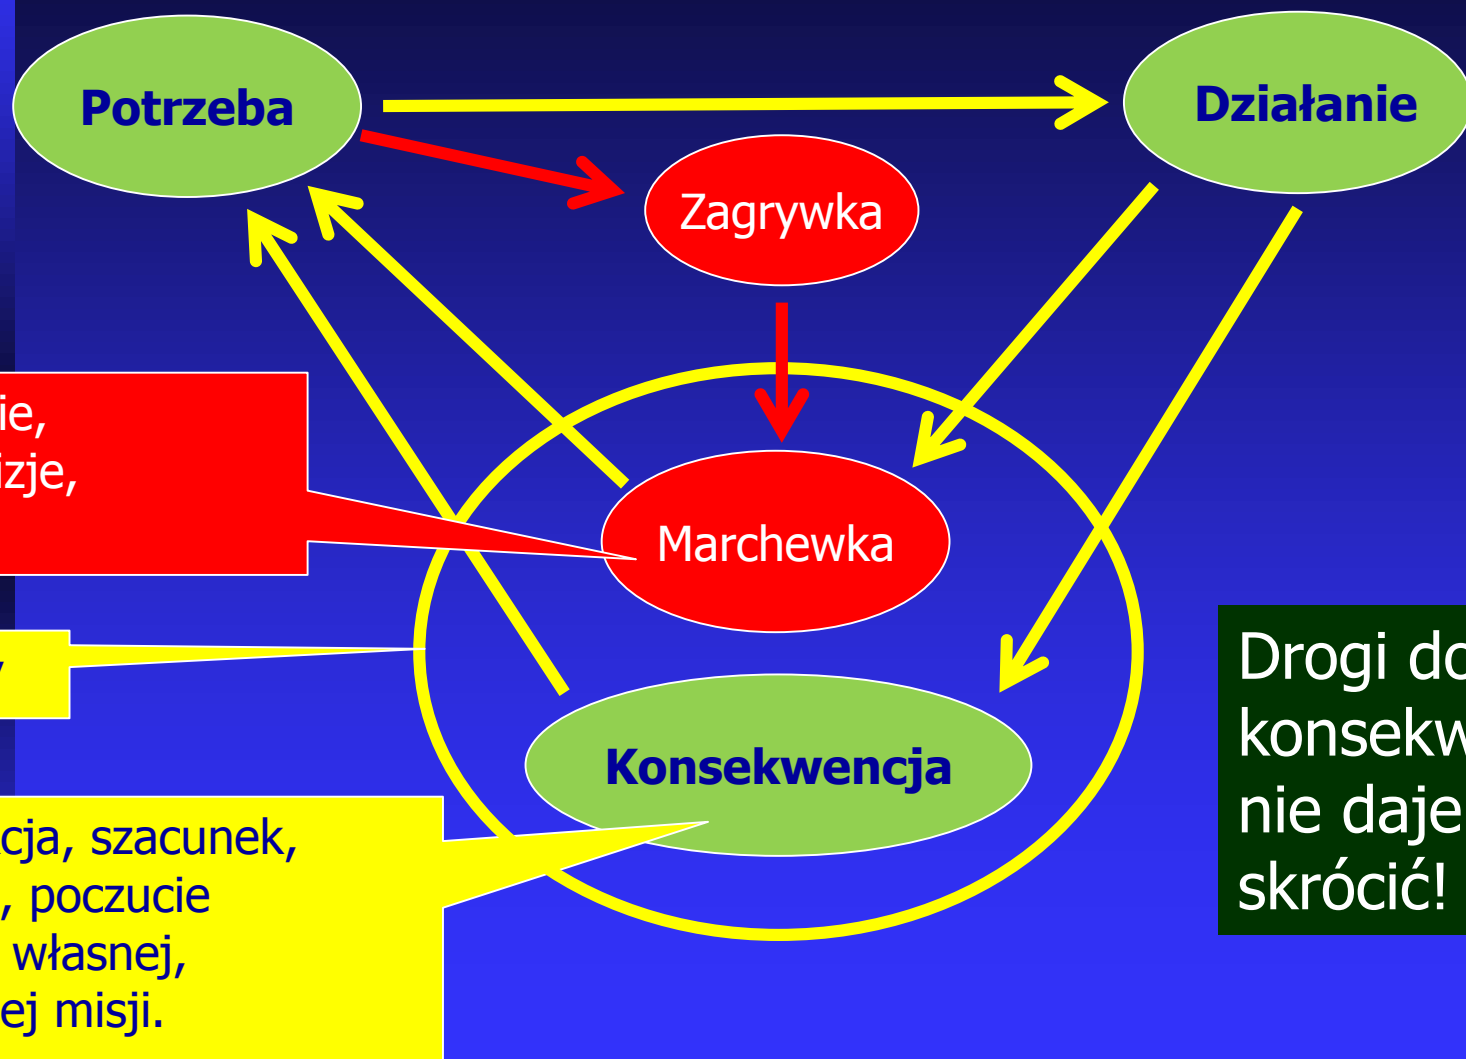 Potrzeba
Działanie
Zagrywka
ie,
izje,
Marchewka
Drogi do
konsekw
nie daje
skrócić!
Konsekwencja
cja, szacunek,
, poczucie
własnej,
ej misji.